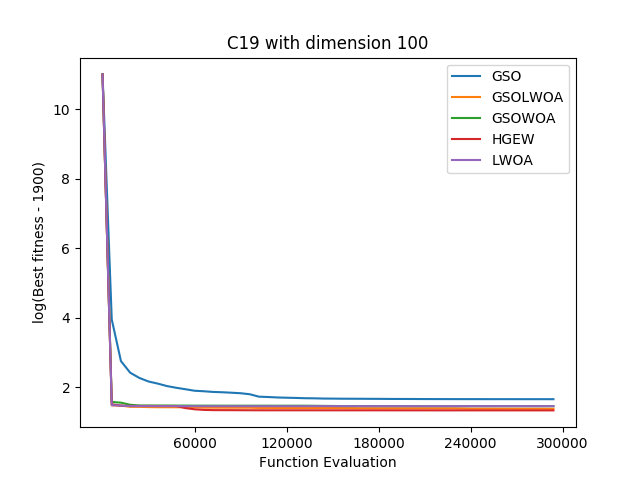 C19 with dimension 100
log(Best fitness - 1900)
10
8
6
4
2
GSO
GSOLWOA
GSOWOA
HGEW
LWOA
60000 120000 180000 240000 300000
Function Evaluation